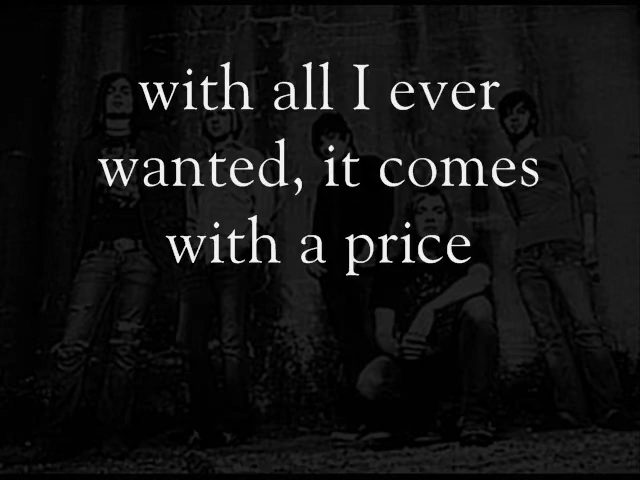 with all I ever
wanted, it comes
with a price